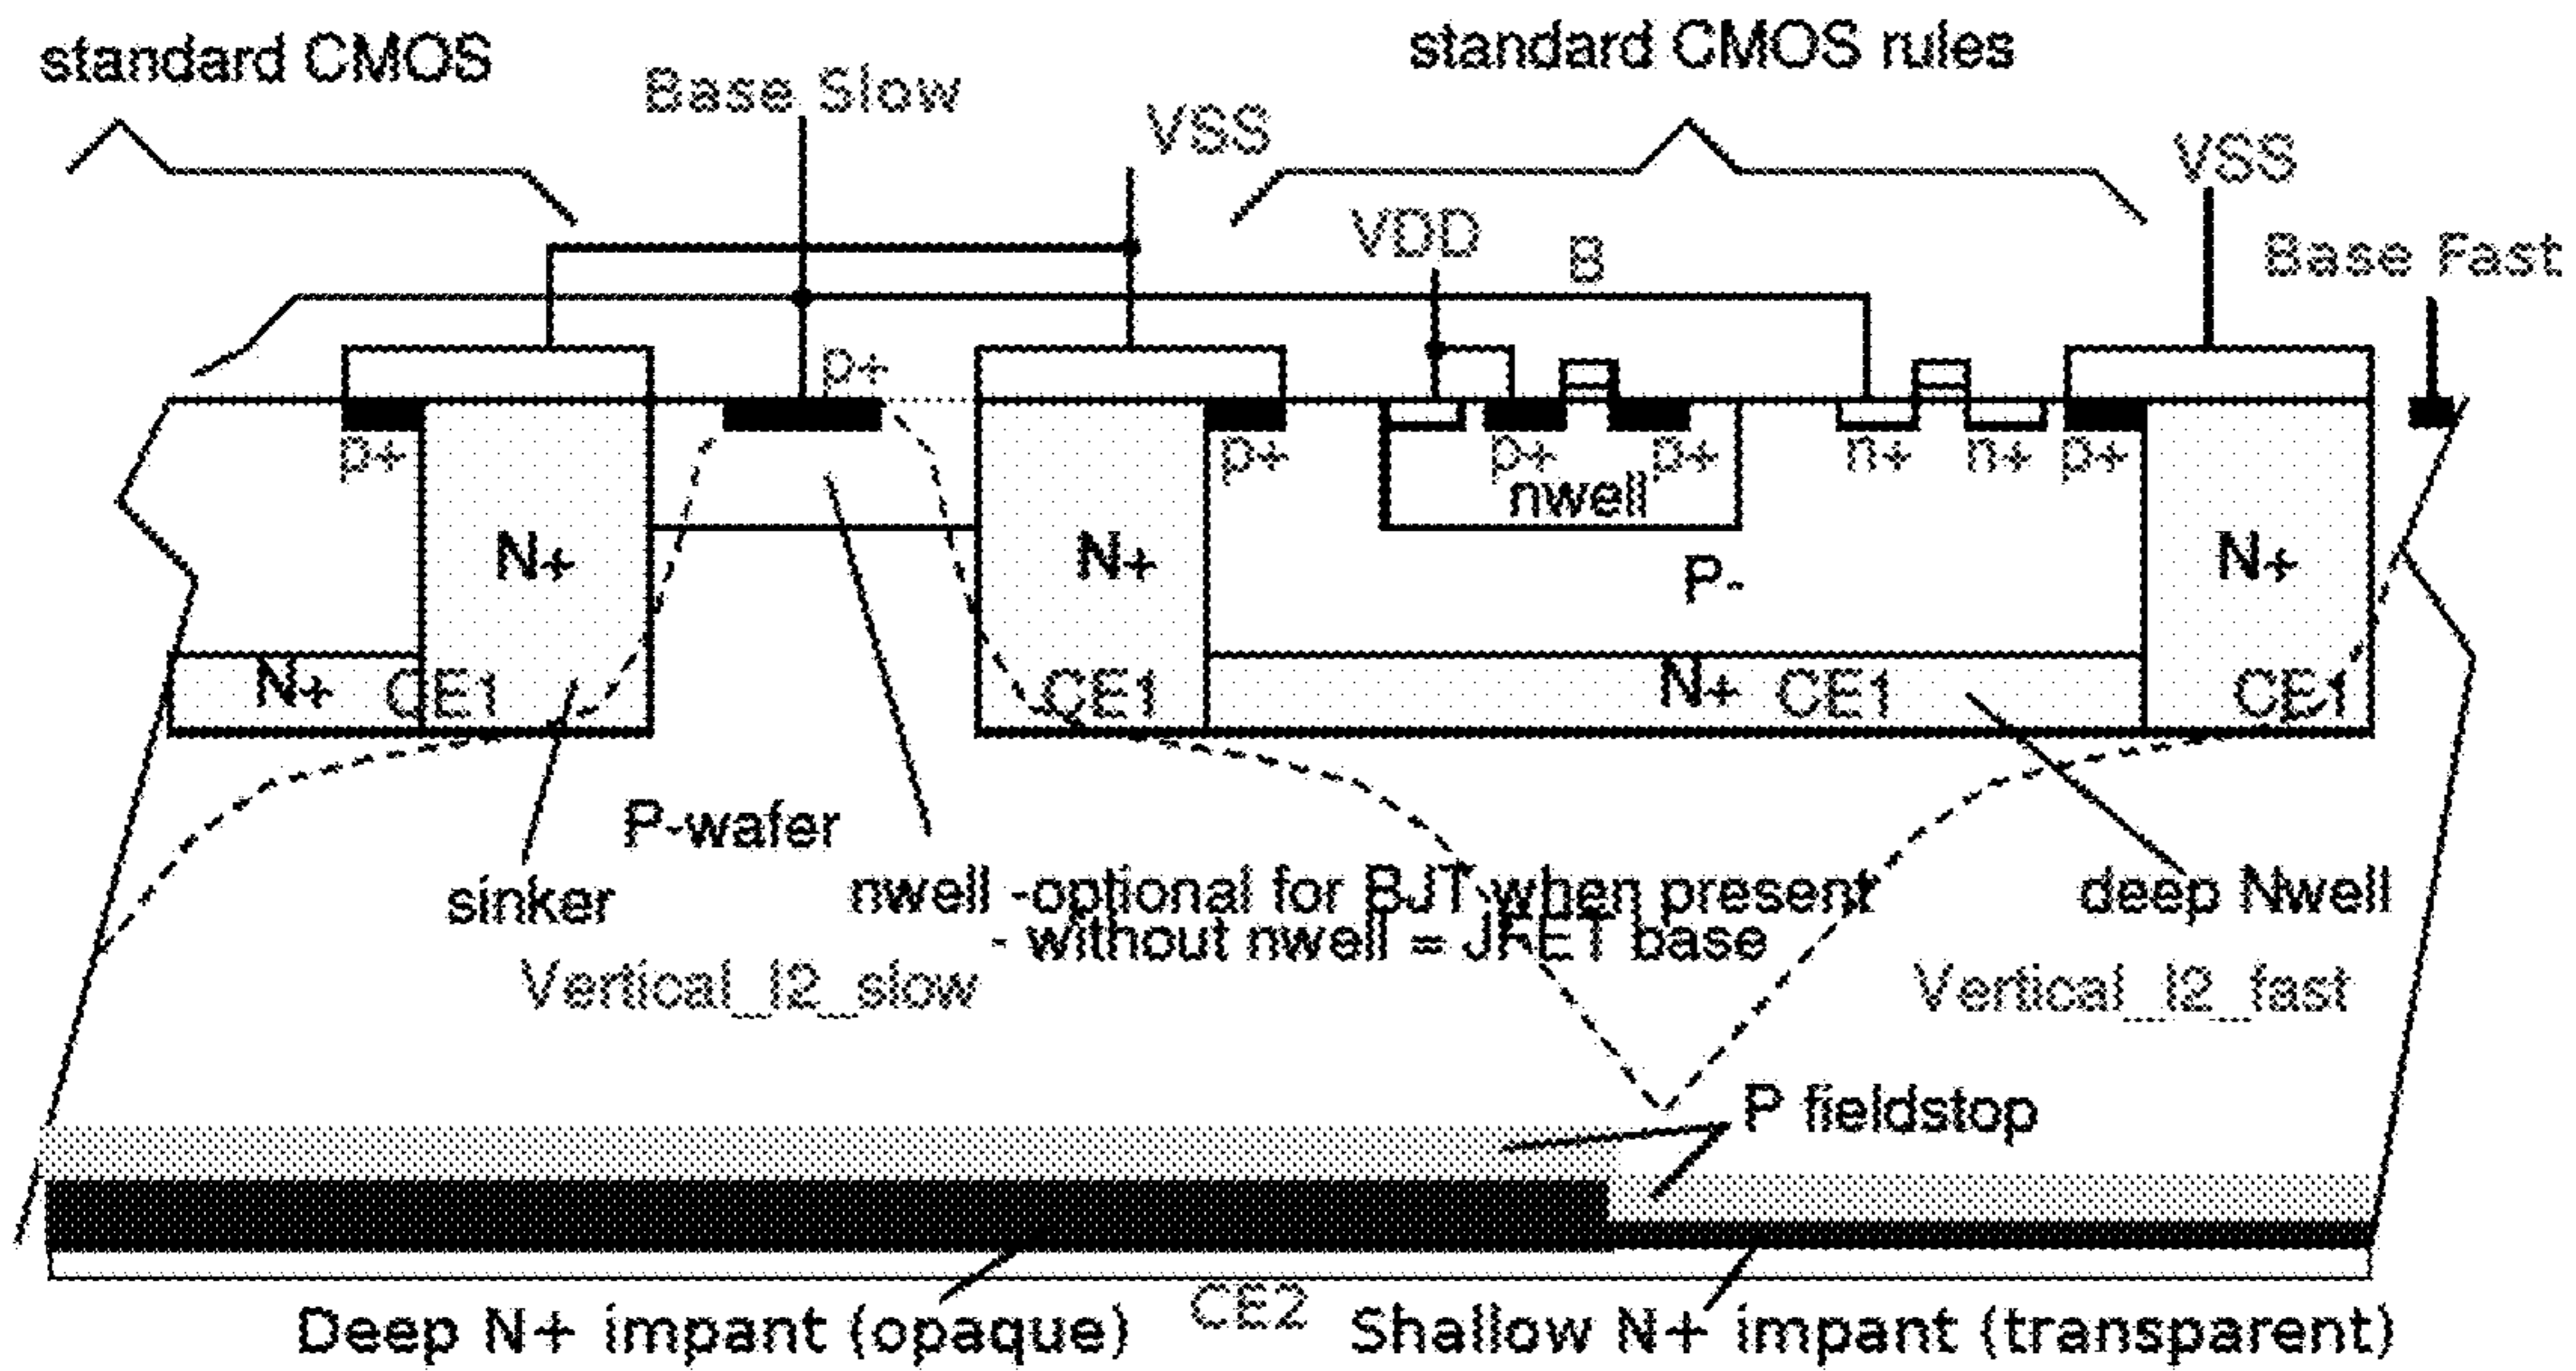 standard CMOS
standard CMOS rules
Base Slow
VSS
VSS
VDD
B
Base Fast
p+
p+
p+
p+
p+
n+
n+
p+
nwell
N+
N+
P-
N+
N+
CE1
CE1
N+
CE1
CE1
P-wafer
sinker
nwell -optional for BJT when present
- without nwell = JFET base
deep Nwell
Vertical_I2_slow
Vertical_I2_fast
P fieldstop
CE2
Deep N+ impant (opaque)
Shallow N+ impant (transparent)